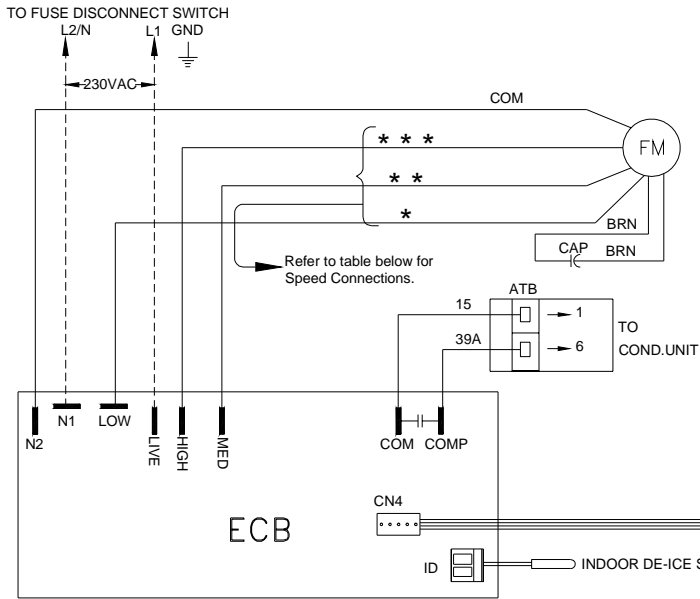 TO FUSE DISCONNECT SWITCH
L2/N L1 GND
230VAC
COM
* * *
FM
* *
*
BRN
CAP BRN
Refer to table below for
Speed Connections.
ATB
15 1
TO
39A 6
COND.UNIT
N2 N1 LOW LIVE HIGH MED COM COMP
CN4
ECB
ID INDOOR DE-ICE S